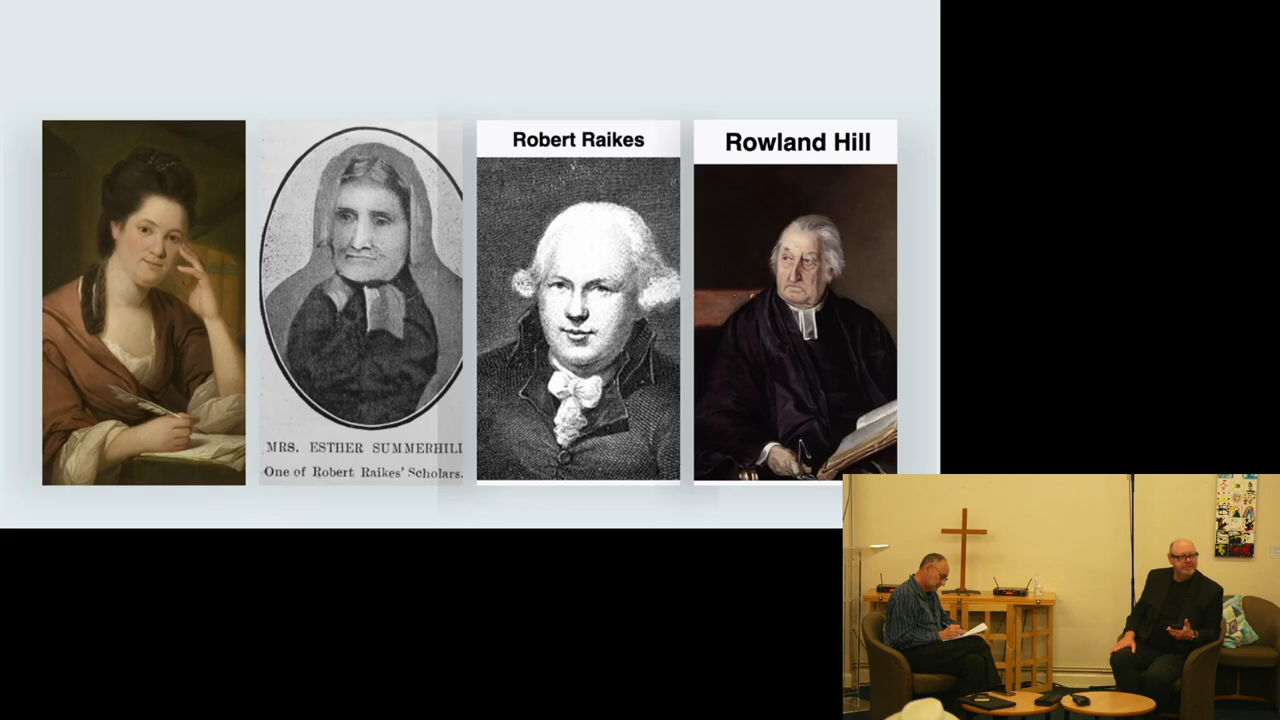 Robert Raikes
Rowland Hill
MRS. ESTHER SUMMERHILL
One of Robert Raikes' Scholars.